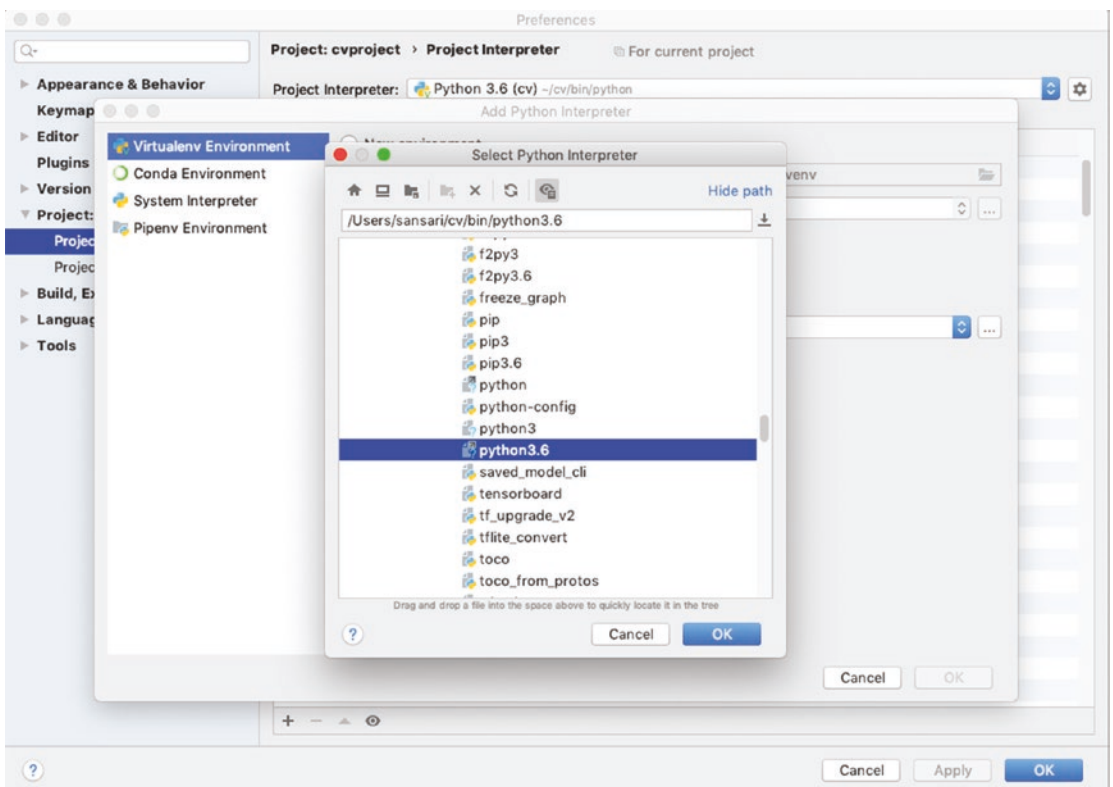 Preferences
Project: cvproject › Project Interpreter For current project
Appearance & Behavior
Project Interpreter: Python 3.6 (cv) ~/cv/bin/python
Keymap
Add Python Interpreter
Editor
Plugins
Version
Project:
Projec
Projec
Build, Ex
Languag
Tools
Virtualenv Environment
Conda Environment
System Interpreter
Pipenv Environment
New environment
venv
...
...
Select Python Interpreter
Hide path
/Users/sansari/cv/bin/python3.6
f2py3
f2py3.6
freeze_graph
pip
pip3
pip3.6
python
python-config
python3
python3.6
saved_model_cli
tensorboard
tf_upgrade_v2
tflite_convert
toco
toco_from_protos
Drag and drop a file into the space above to quickly locate it in the tree
? Cancel OK
Cancel OK
? Cancel Apply OK